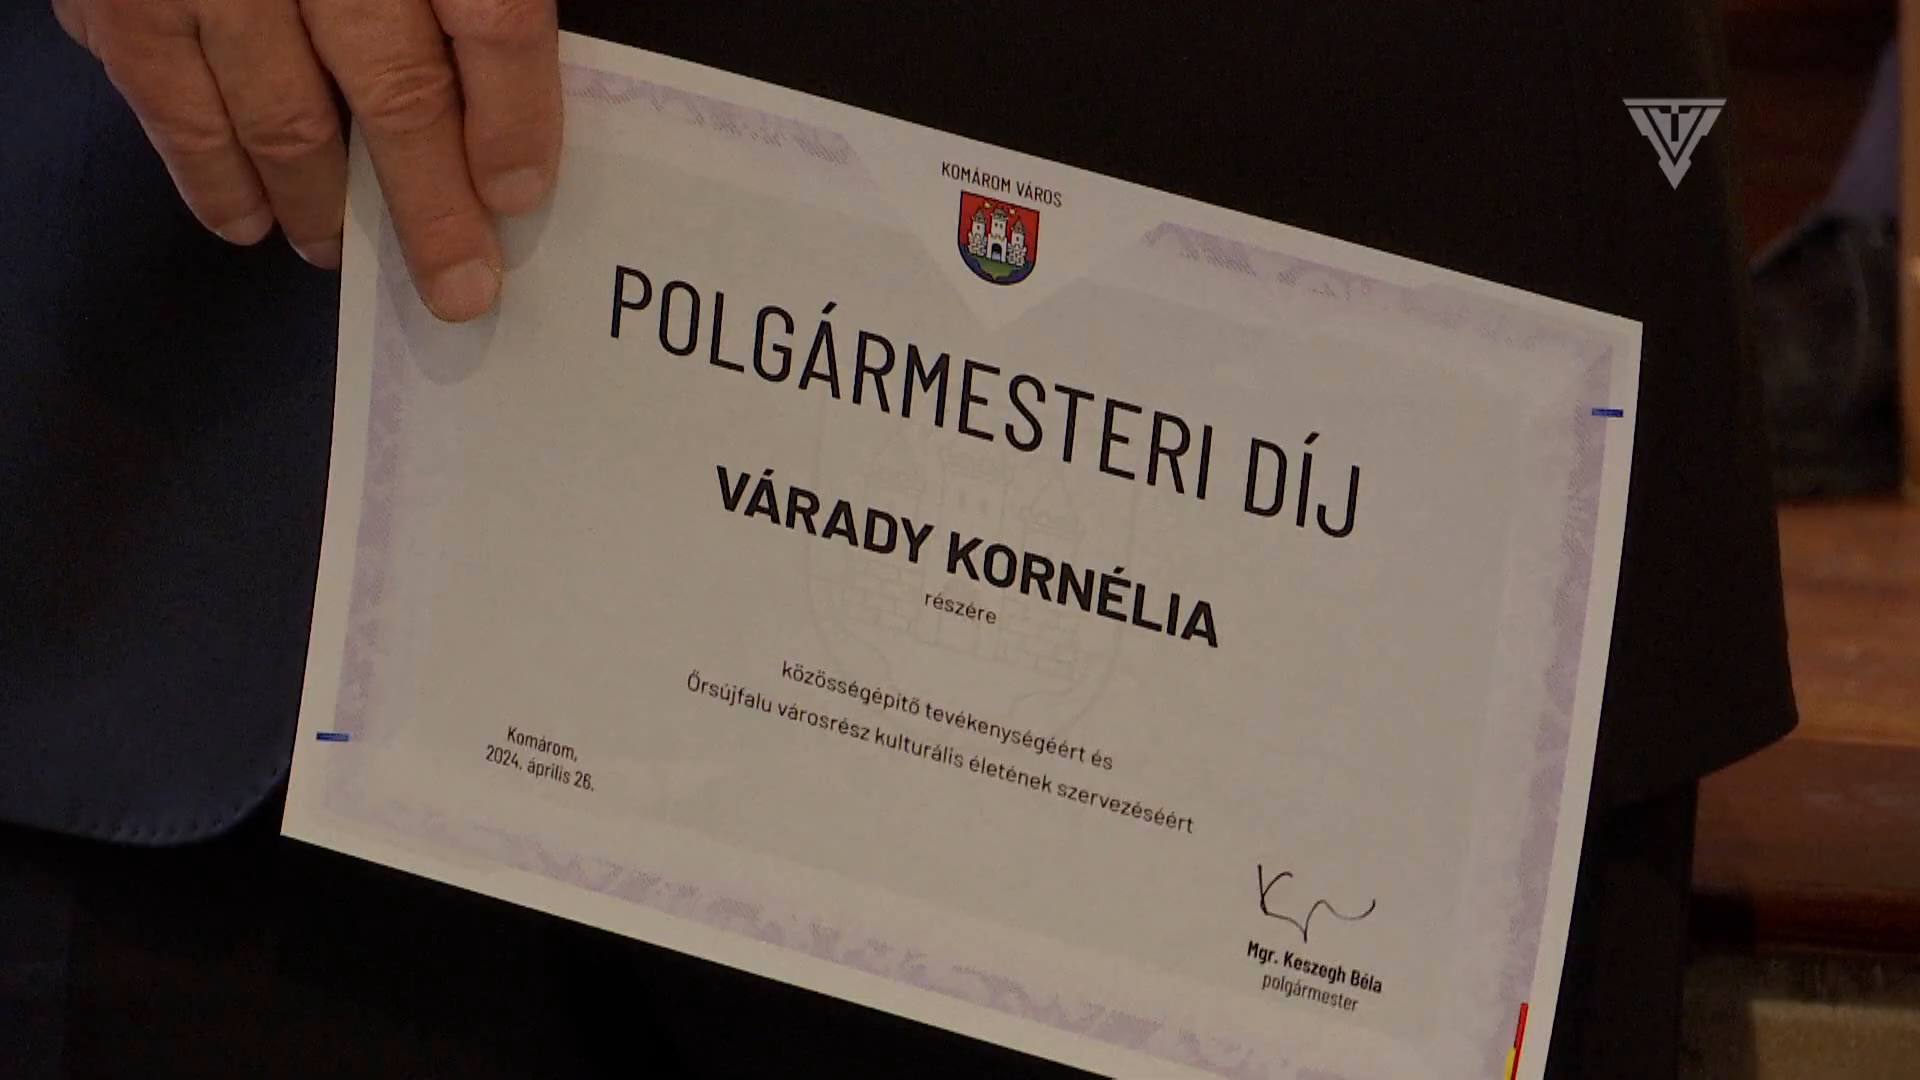 KOMÁROM VÁROS
POLGÁRMESTERI DÍJ
VÁRADY KORNÉLIA
részére
közösségépítő tevékenységéért és
Őrsújfalu városrész kulturális életének szervezéséért
Komárom,
2024. április 26.
Mgr. Keszegh Béla
polgármester